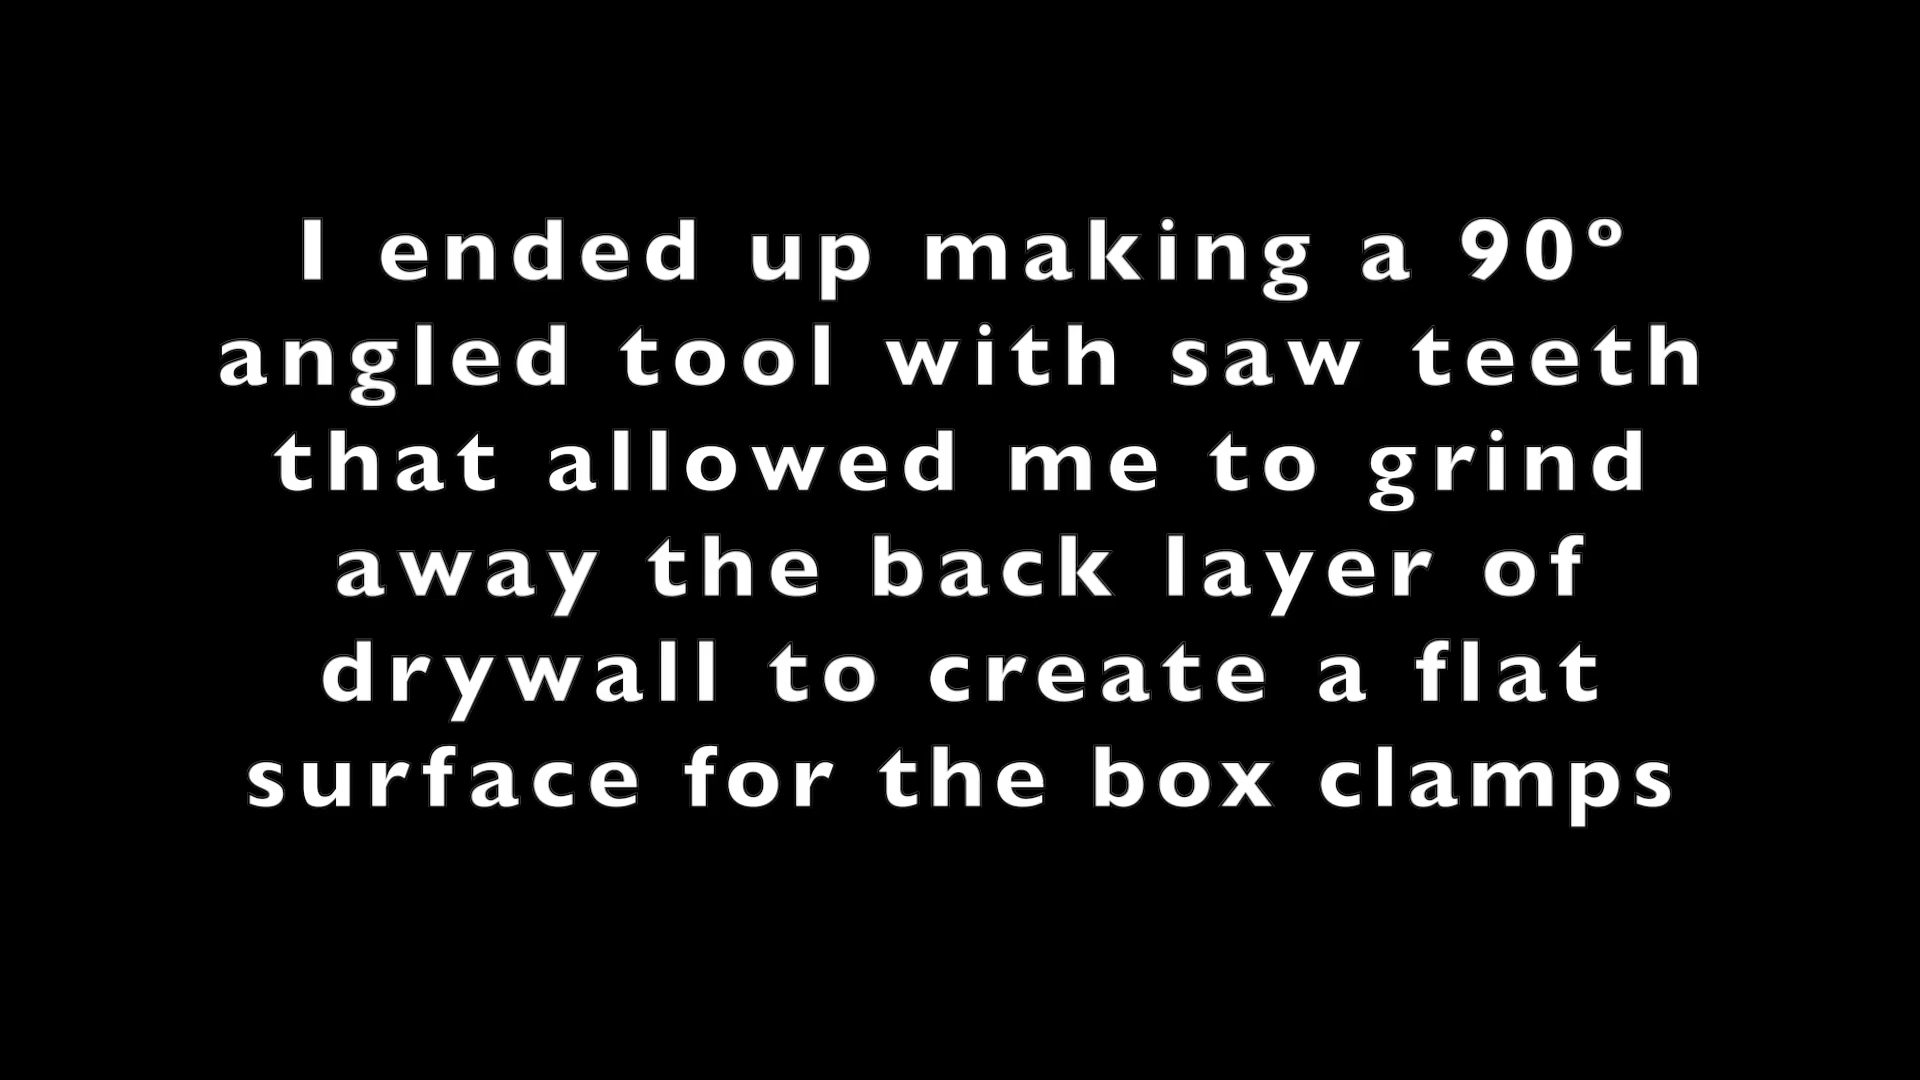 I ended up making a 90º
angled tool with saw teeth
that allowed me to grind
away the back layer of
drywall to create a flat
surface for the box clamps